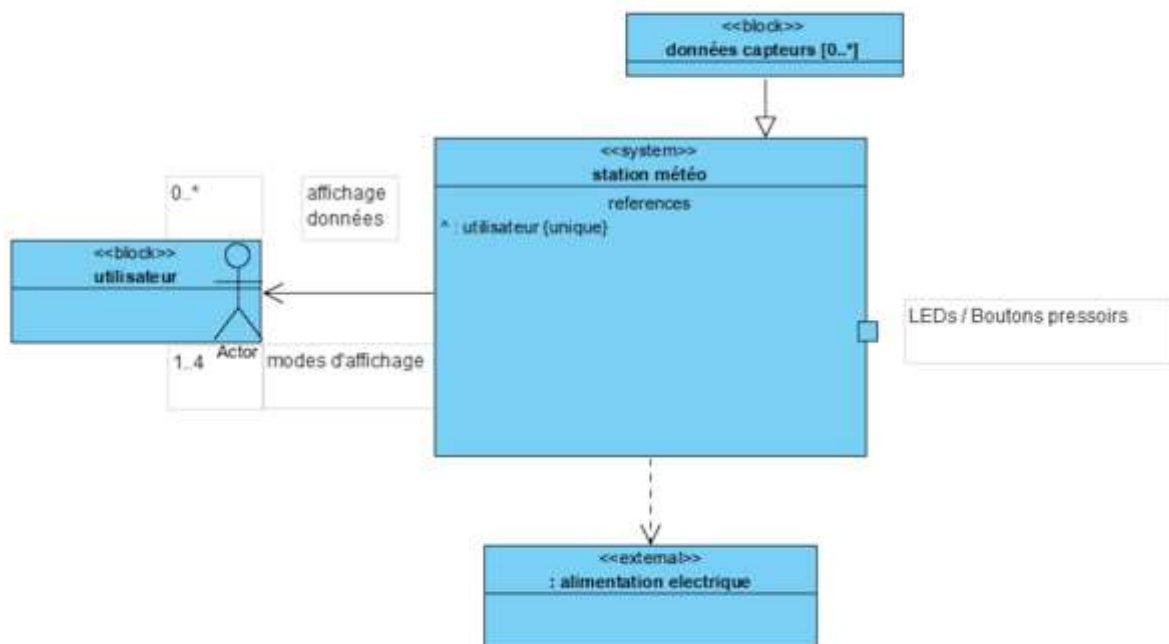 <<block>>
données capteurs [0..*]
<<system>>
station météo
references
^ : utilisateur {unique}
0..*
affichage
données
<<block>>
utilisateur
Actor
1..4
modes d'affichage
LEDs / Boutons pressoirs
<<external>>
: alimentation electrique